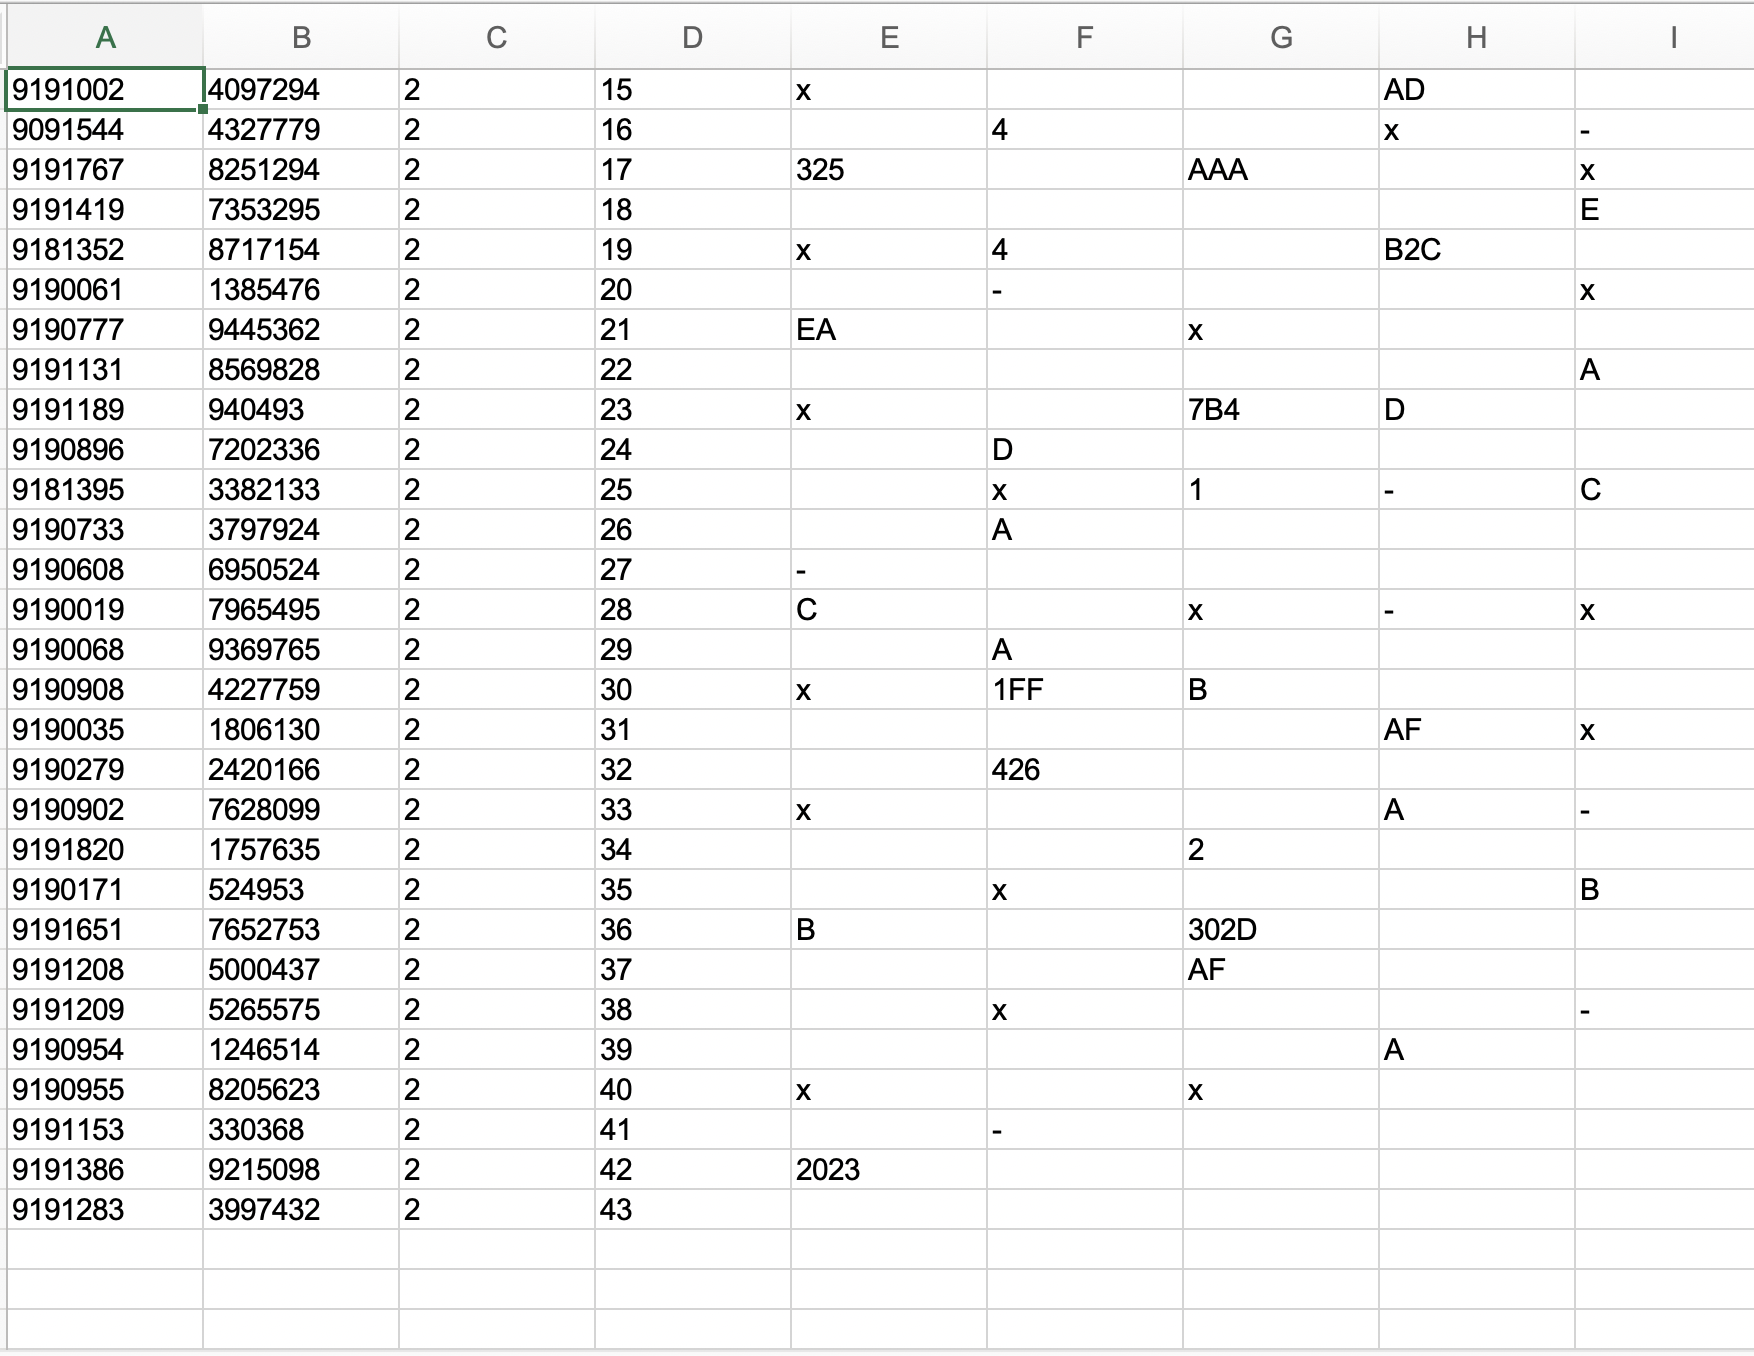 A B C D E F G H I
9191002 4097294 2 15 x AD
9091544 4327779 2 16 4 x -
9191767 8251294 2 17 325 AAA x
9191419 7353295 2 18 E
9181352 8717154 2 19 x 4 B2C
9190061 1385476 2 20 - x
9190777 9445362 2 21 EA x
9191131 8569828 2 22 A
9191189 940493 2 23 x 7B4 D
9190896 7202336 2 24 D
9181395 3382133 2 25 x 1 - C
9190733 3797924 2 26 A
9190608 6950524 2 27 -
9190019 7965495 2 28 C x - x
9190068 9369765 2 29 A
9190908 4227759 2 30 x 1FF B
9190035 1806130 2 31 AF x
9190279 2420166 2 32 426
9190902 7628099 2 33 x A -
9191820 1757635 2 34 2
9190171 524953 2 35 x B
9191651 7652753 2 36 B 302D
9191208 5000437 2 37 AF
9191209 5265575 2 38 x -
9190954 1246514 2 39 A
9190955 8205623 2 40 x x
9191153 330368 2 41 -
9191386 9215098 2 42 2023
9191283 3997432 2 43